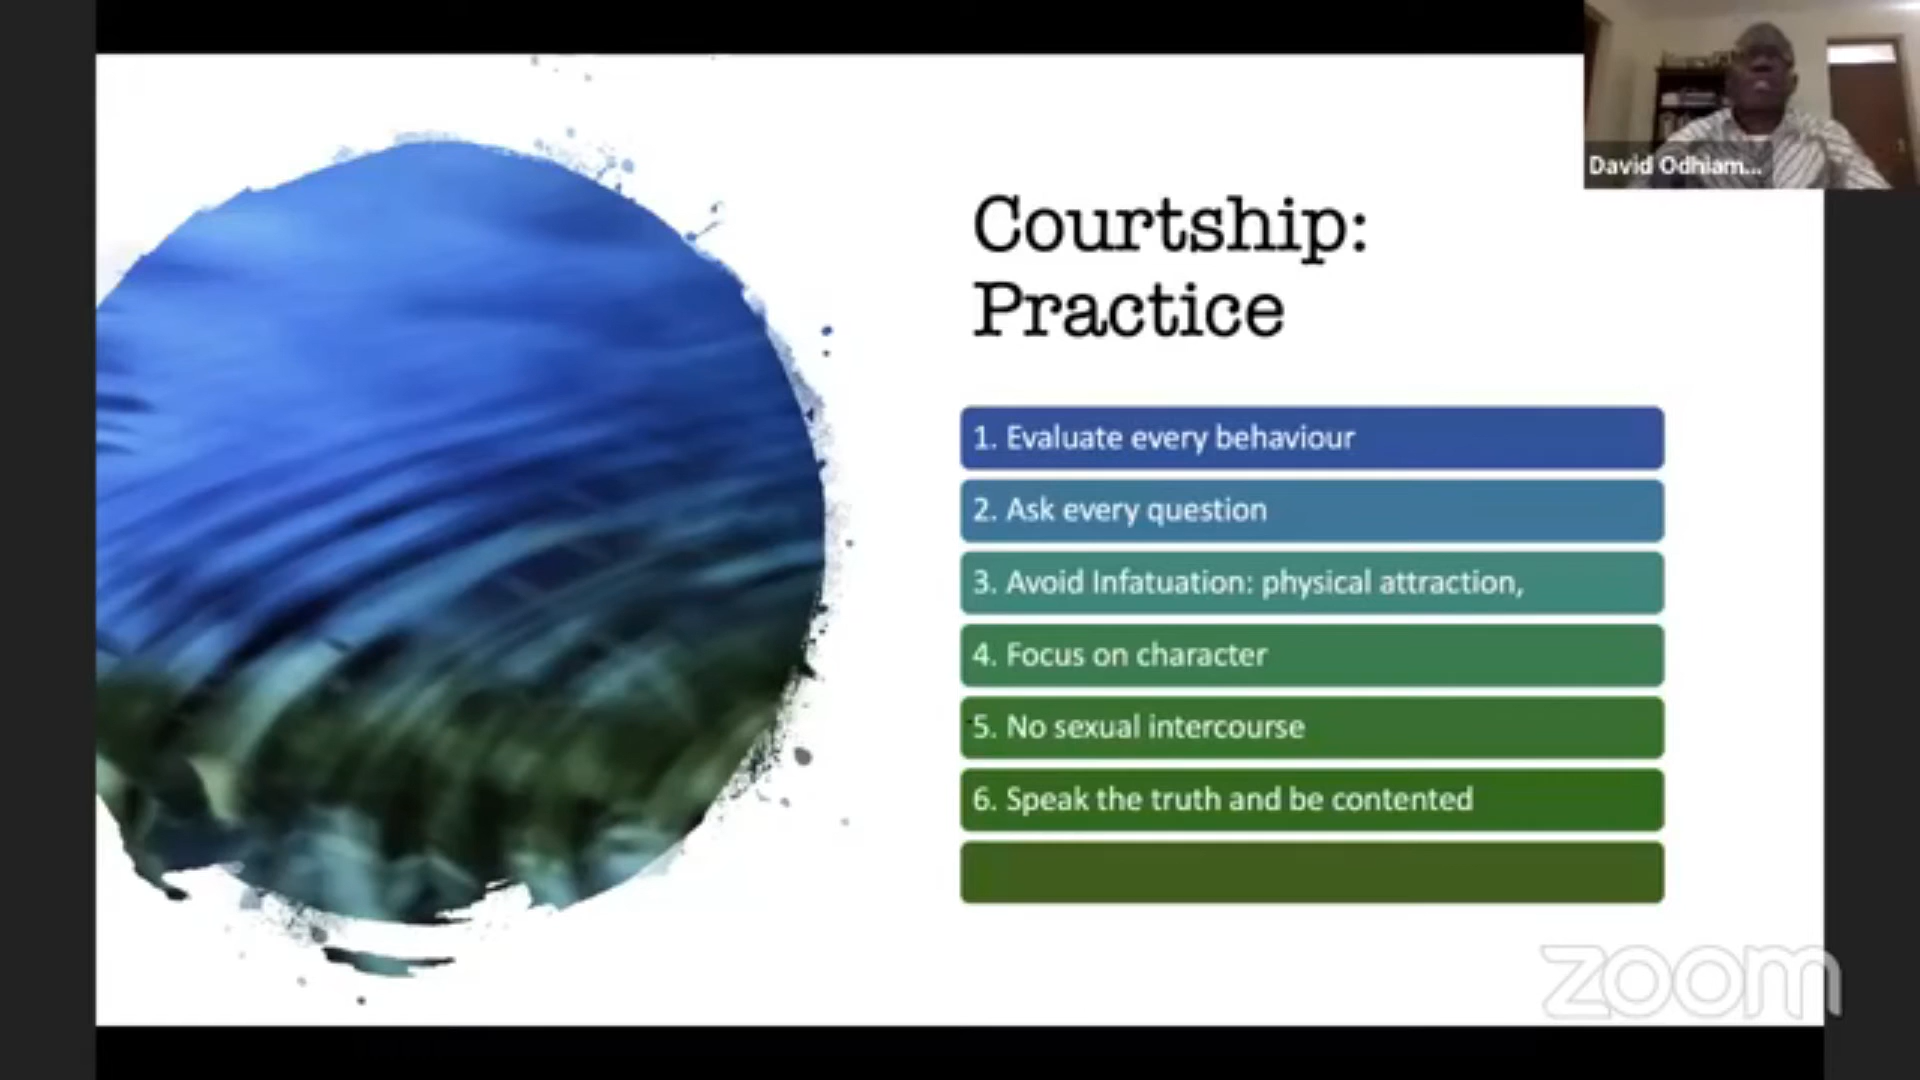 David Odhiam...
Courtship:
Practice
1. Evaluate every behaviour
2. Ask every question
3. Avoid Infatuation: physical attraction,
4. Focus on character
5. No sexual intercourse
6. Speak the truth and be contented
zoom